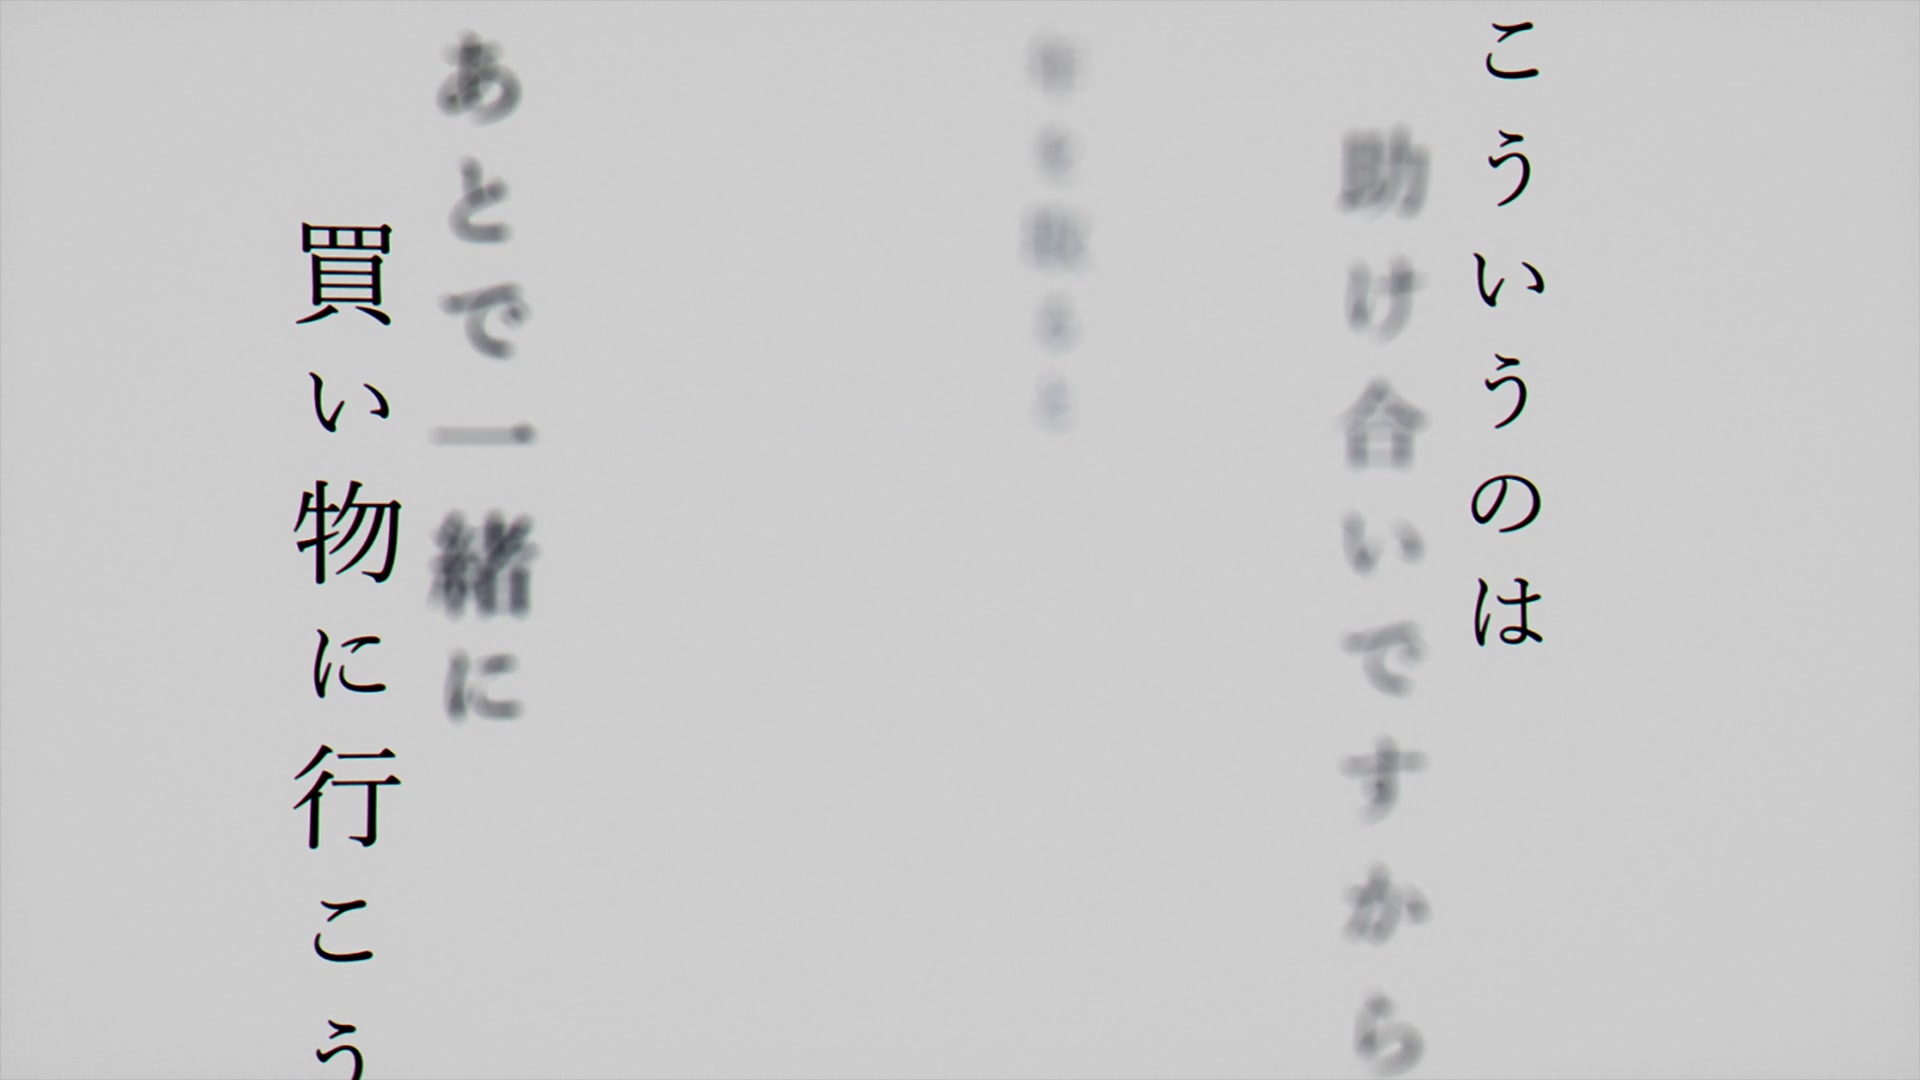 こういうのは
助け合いですから
あとで一緒に
買い物に行こう